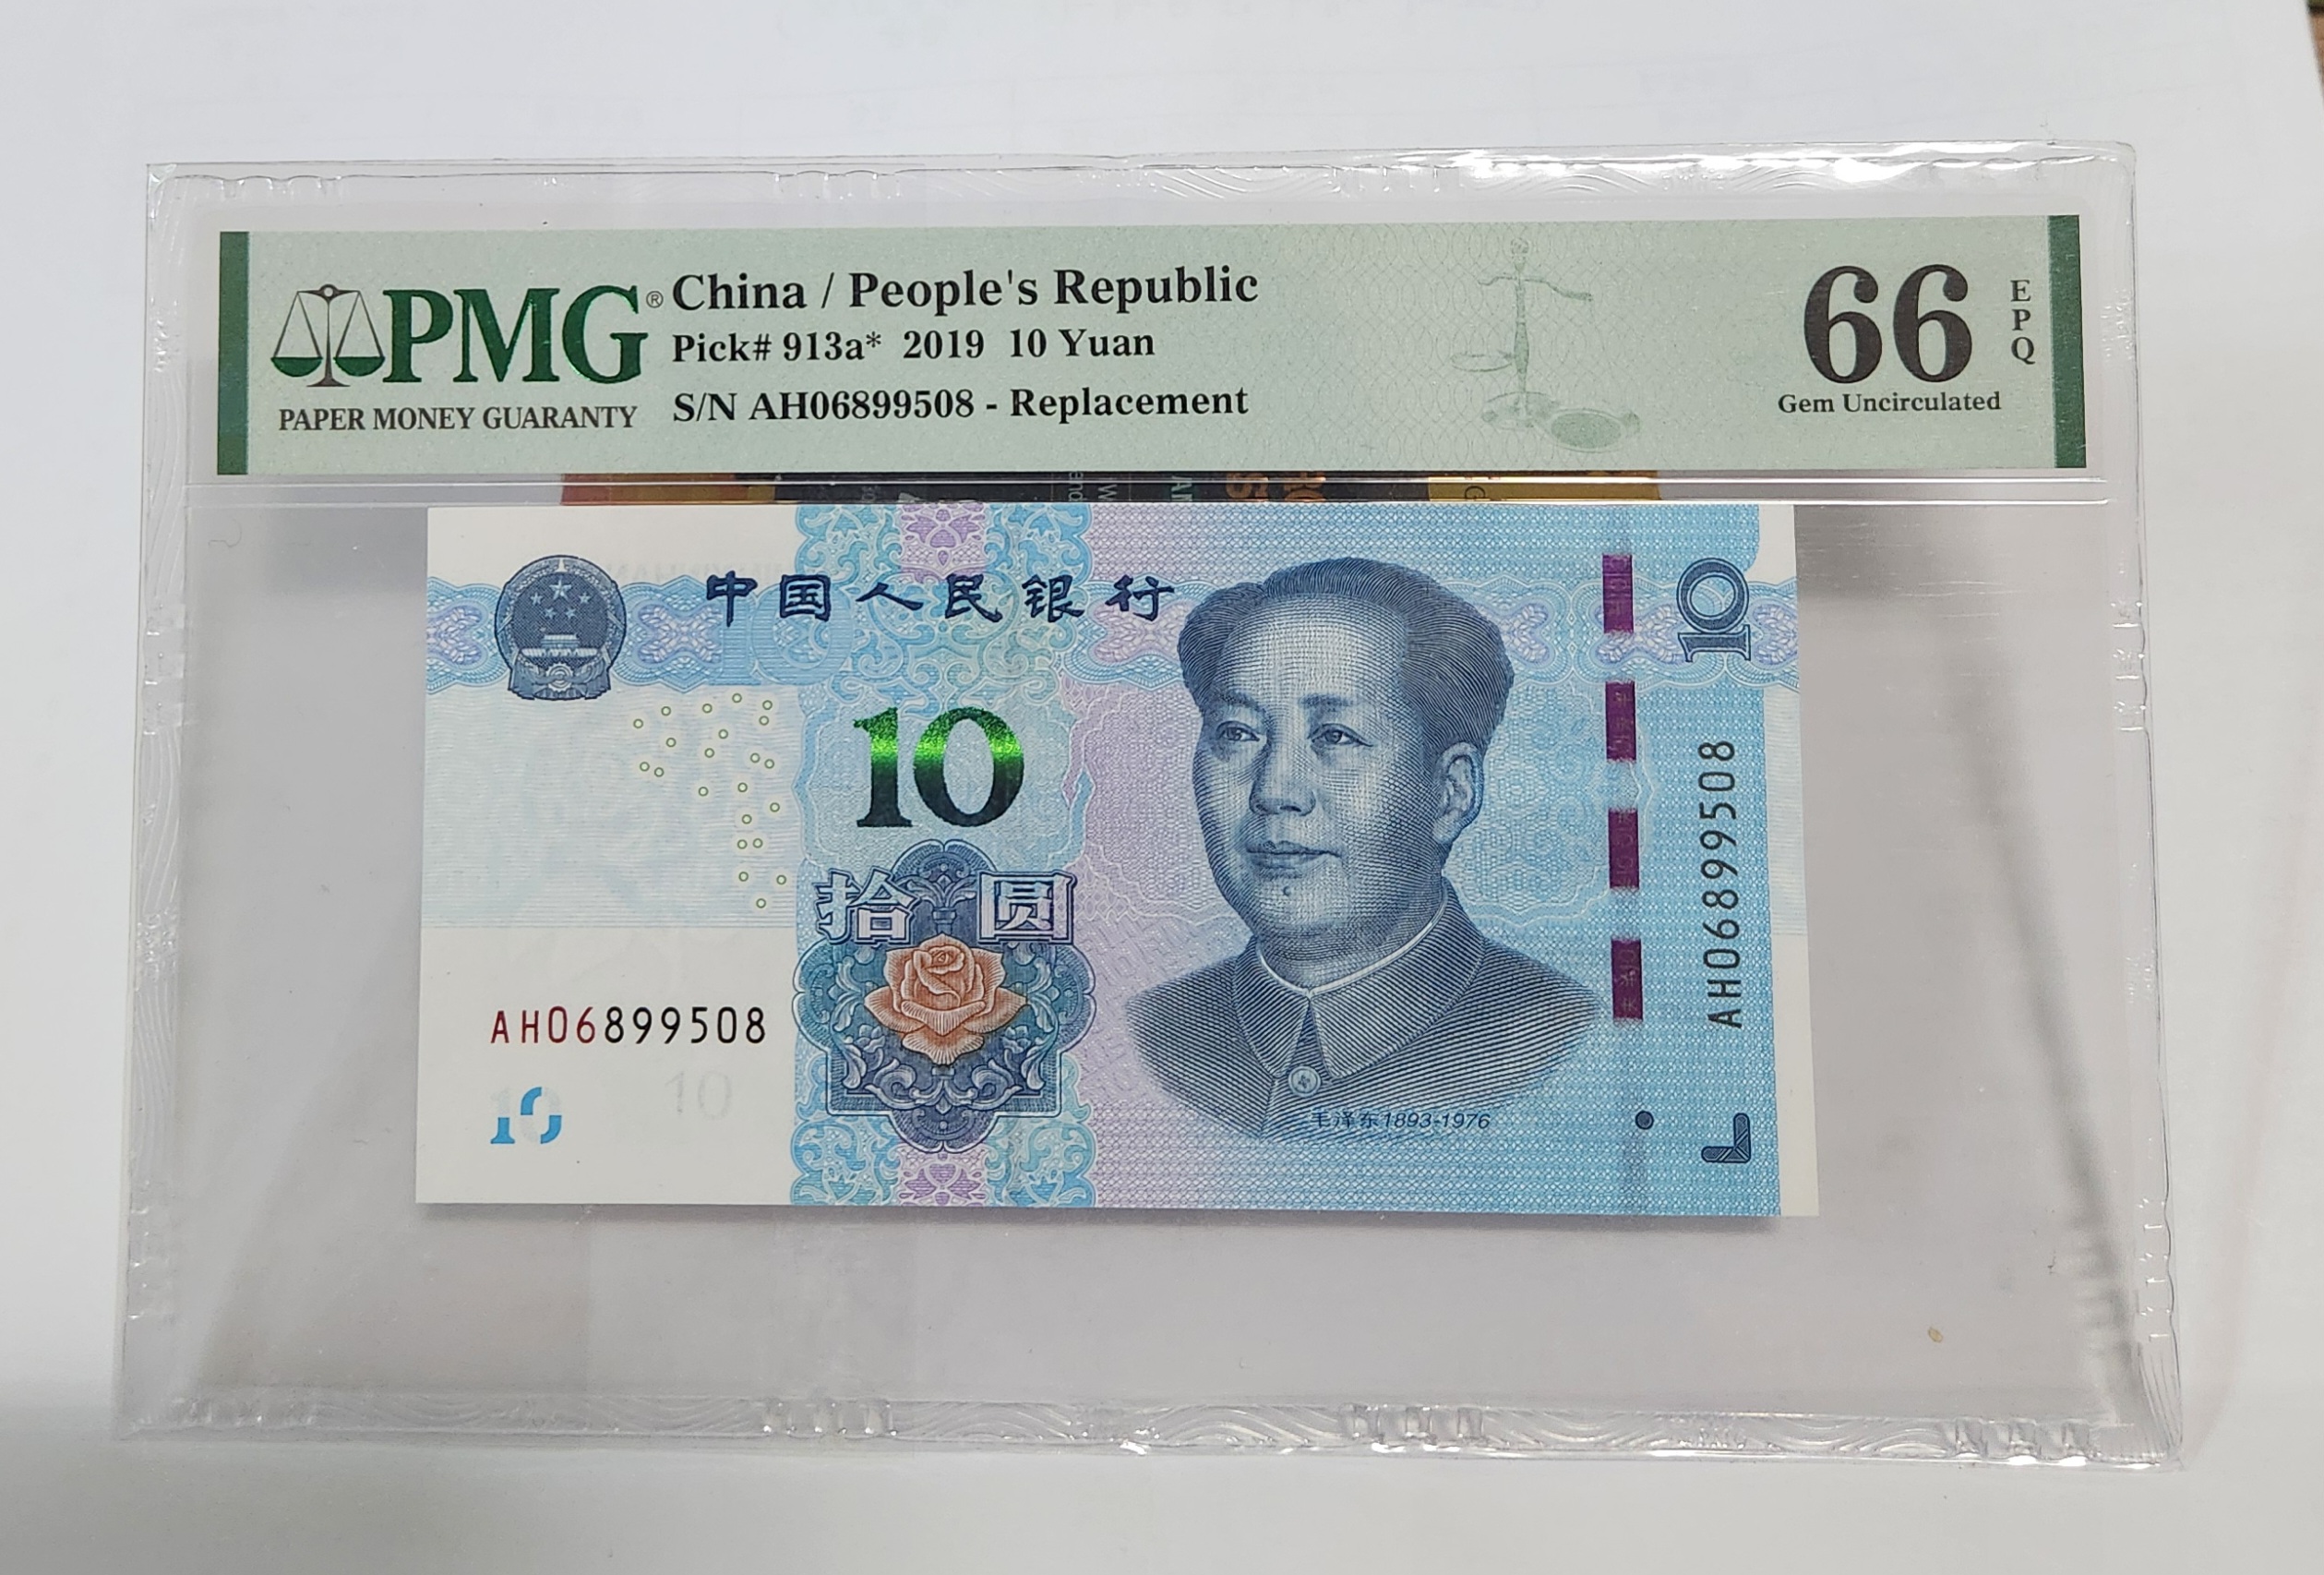 PMG®
PAPER MONEY GUARANTY
China / People's Republic
Pick# 913a* 2019 10 Yuan
S/N AH06899508 - Replacement
66
EPQ
Gem Uncirculated
中国人民银行
10
10
拾圆
AH06899508
AH06899508
10
10
毛泽东1893-1976